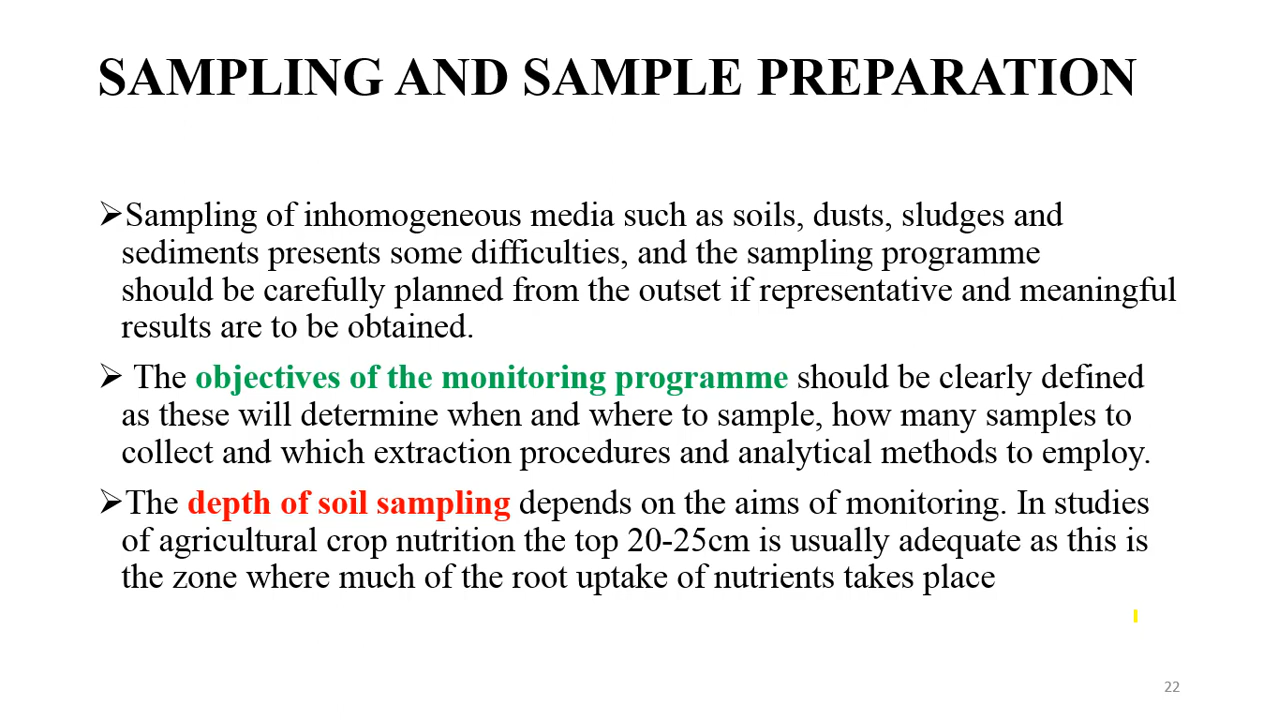 SAMPLING AND SAMPLE PREPARATION
➢Sampling of inhomogeneous media such as soils, dusts, sludges and
sediments presents some difficulties, and the sampling programme
should be carefully planned from the outset if representative and meaningful
results are to be obtained.
➢ The objectives of the monitoring programme should be clearly defined
as these will determine when and where to sample, how many samples to
collect and which extraction procedures and analytical methods to employ.
➢The depth of soil sampling depends on the aims of monitoring. In studies
of agricultural crop nutrition the top 20-25cm is usually adequate as this is
the zone where much of the root uptake of nutrients takes place
22